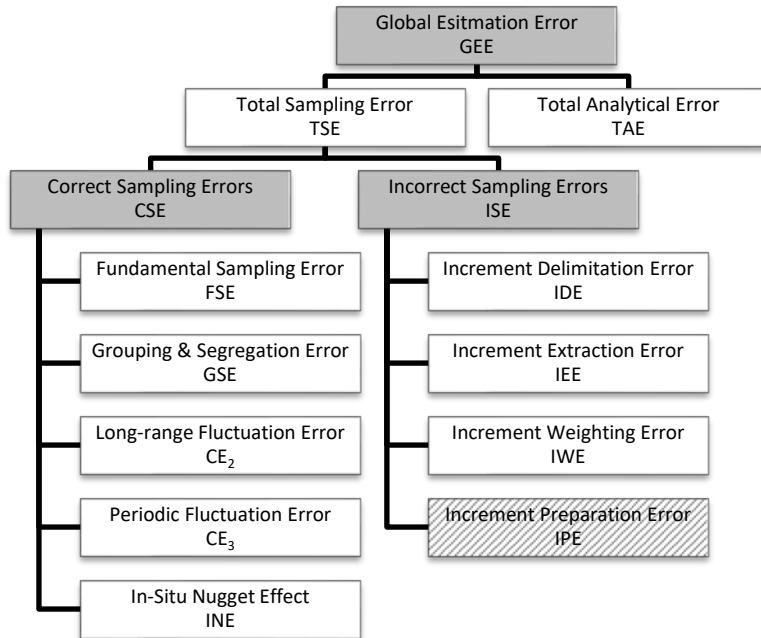 Global Esitmation Error
GEE
Total Sampling Error
TSE
Total Analytical Error
TAE
Correct Sampling Errors
CSE
Incorrect Sampling Errors
ISE
Fundamental Sampling Error
FSE
Increment Delimitation Error
IDE
Grouping & Segregation Error
GSE
Increment Extraction Error
IEE
Long-range Fluctuation Error
CE₂
Increment Weighting Error
IWE
Periodic Fluctuation Error
CE₃
Increment Preparation Error
IPE
In-Situ Nugget Effect
INE